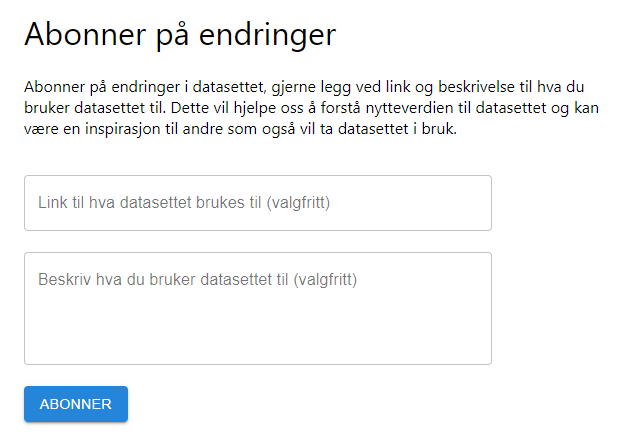 Abonner på endringer
Abonner på endringer i datasettet, gjerne legg ved link og beskrivelse til hva du
bruker datasettet til. Dette vil hjelpe oss å forstå nytteverdien til datasettet og kan
være en inspirasjon til andre som også vil ta datasettet i bruk.
Link til hva datasettet brukes til (valgfritt)
Beskriv hva du bruker datasettet til (valgfritt)
ABONNER